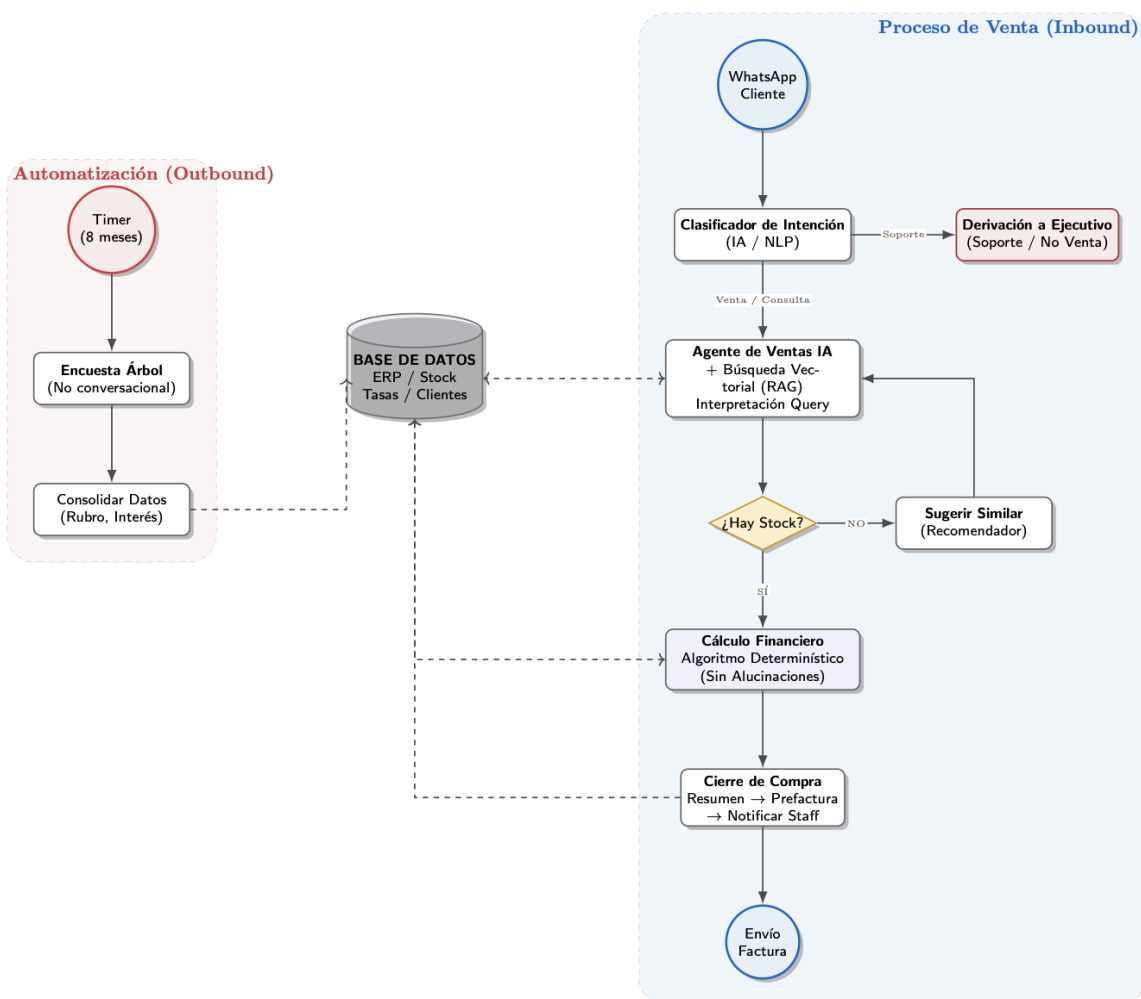 Proceso de Venta (Inbound)
WhatsApp
Cliente
Automatización (Outbound)
Timer
(8 meses)
Clasificador de Intención
(IA / NLP)
Soporte
Derivación a Ejecutivo
(Soporte / No Venta)
Venta / Consulta
Encuesta Árbol
(No conversacional)
BASE DE DATOS
ERP / Stock
Tasas / Clientes
Agente de Ventas IA
+ Búsqueda Vec-
torial (RAG)
Interpretación Query
Consolidar Datos
(Rubro, Interés)
¿Hay Stock?
NO
Sugerir Similar
(Recomendador)
SÍ
Cálculo Financiero
Algoritmo Determinístico
(Sin Alucinaciones)
Cierre de Compra
Resumen → Prefactura
→ Notificar Staff
Envío
Factura